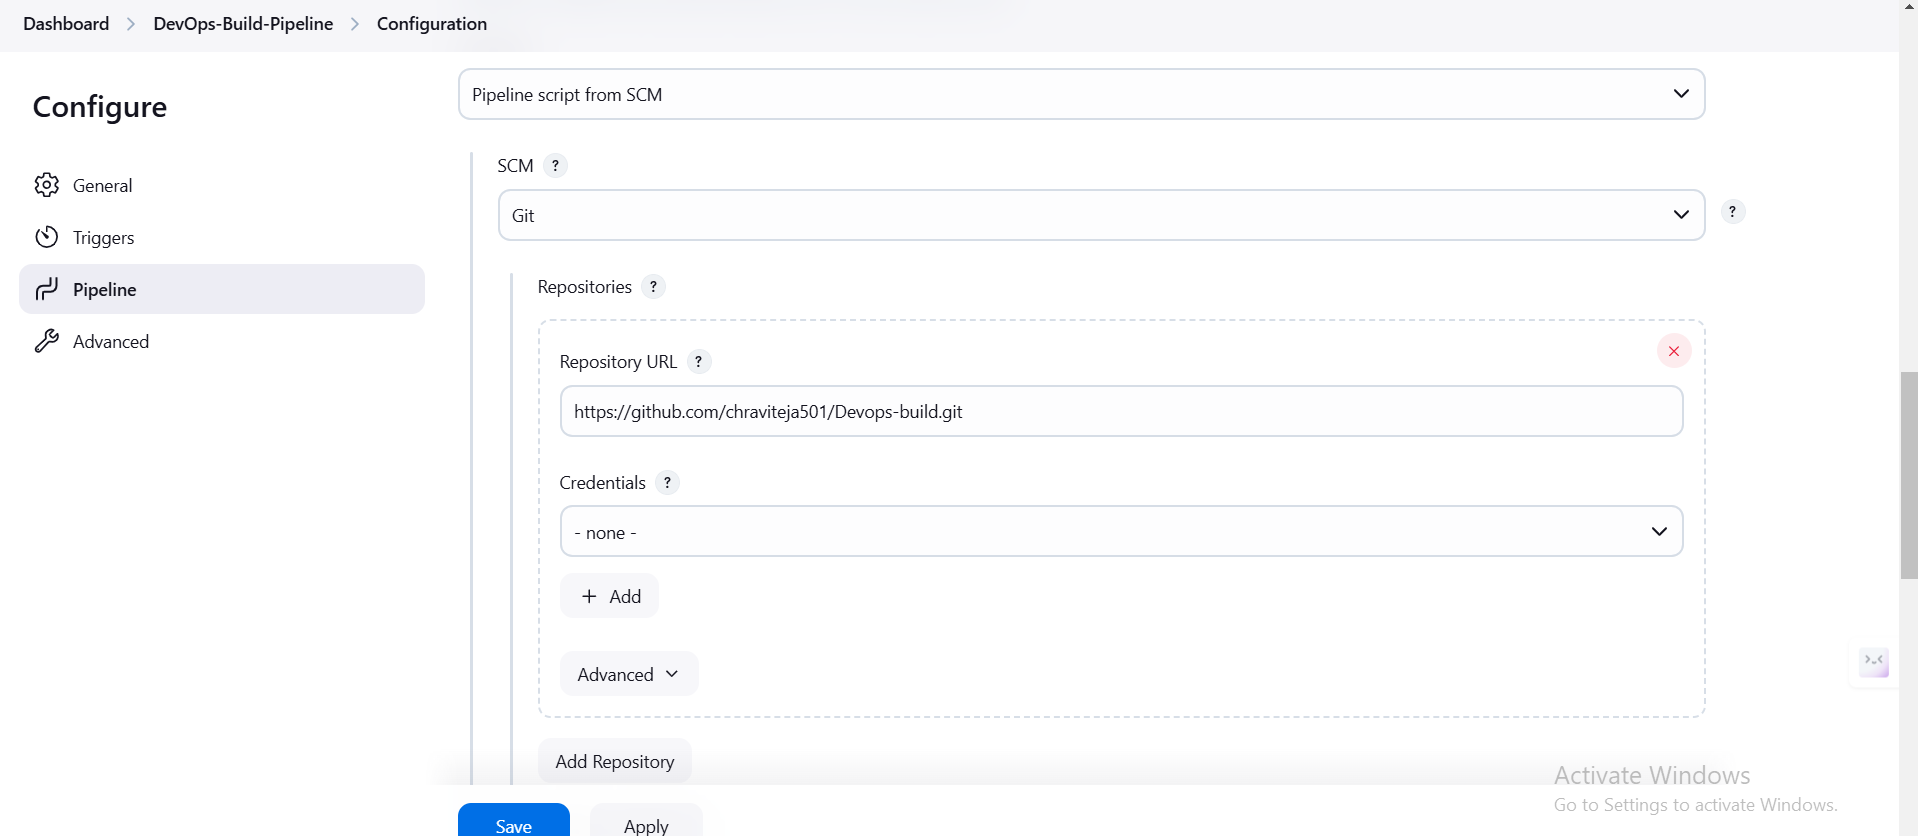 Dashboard > DevOps-Build-Pipeline > Configuration
Configure
General
Triggers
Pipeline
Advanced
Pipeline script from SCM
SCM ?
Git
?
Repositories ?
Repository URL ?
https://github.com/chraviteja501/Devops-build.git
Credentials ?
- none -
+ Add
Advanced
Add Repository
Save Apply
Activate Windows
Go to Settings to activate Windows.